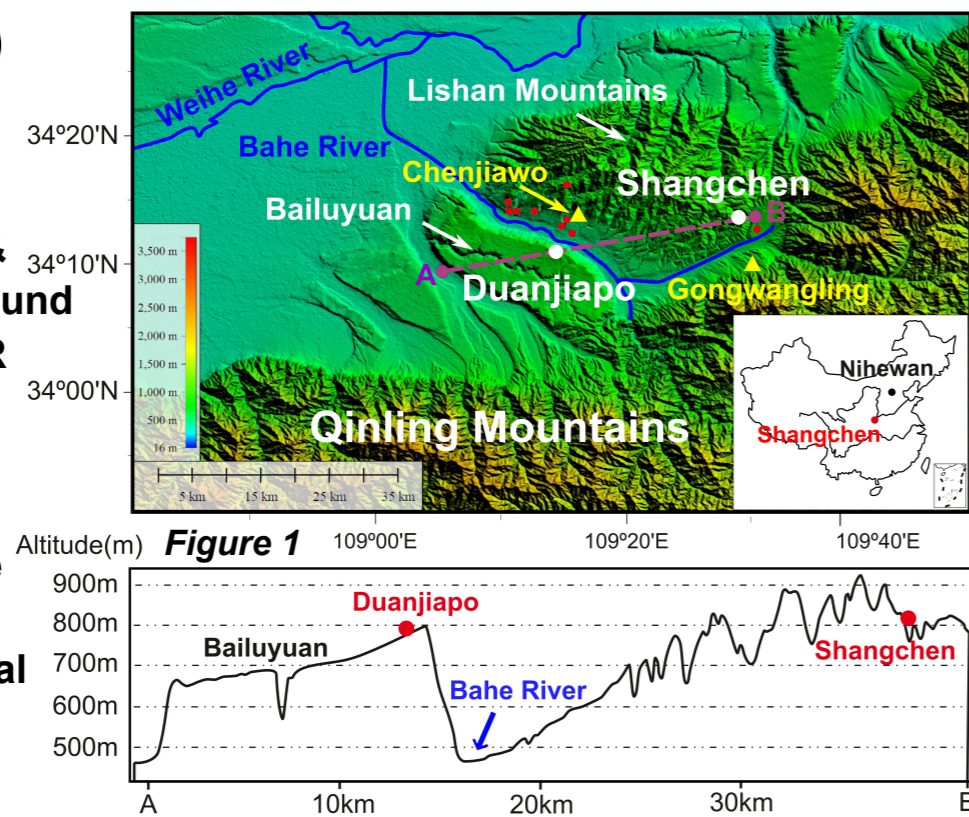 )
&
und
R
e
al
Weihe River
Lishan Mountains
34°20'N
Bahe River
Chenjiawo
Shangchen
Bailuyuan
B
3,500 m
3,000 m
2,500 m
2,000 m
1,500 m
1,000 m
500 m
16 m
34°10'N
A
Duanjiapo
Gongwangling
34°00'N
Qinling Mountains
Nihewan
Shangchen
5 km 15 km 25 km 35 km
Altitude(m) Figure 1 109°00'E 109°20'E 109°40'E
900m
800m
700m
600m
500m
Duanjiapo
Bailuyuan
Bahe River
Shangchen
A 10km 20km 30km